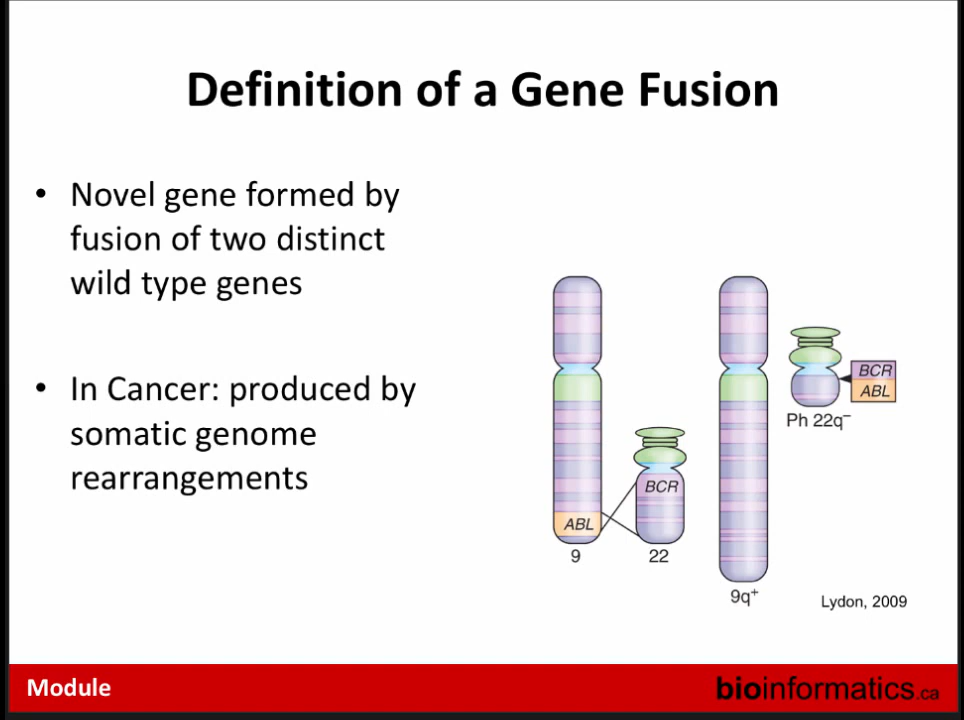 Definition of a Gene Fusion
• Novel gene formed by
fusion of two distinct
wild type genes
• In Cancer: produced by
somatic genome
rearrangements
ABL
9
BCR
22
9q⁺
BCR
ABL
Ph 22q⁻
Lydon, 2009
Module
bioinformatics.ca